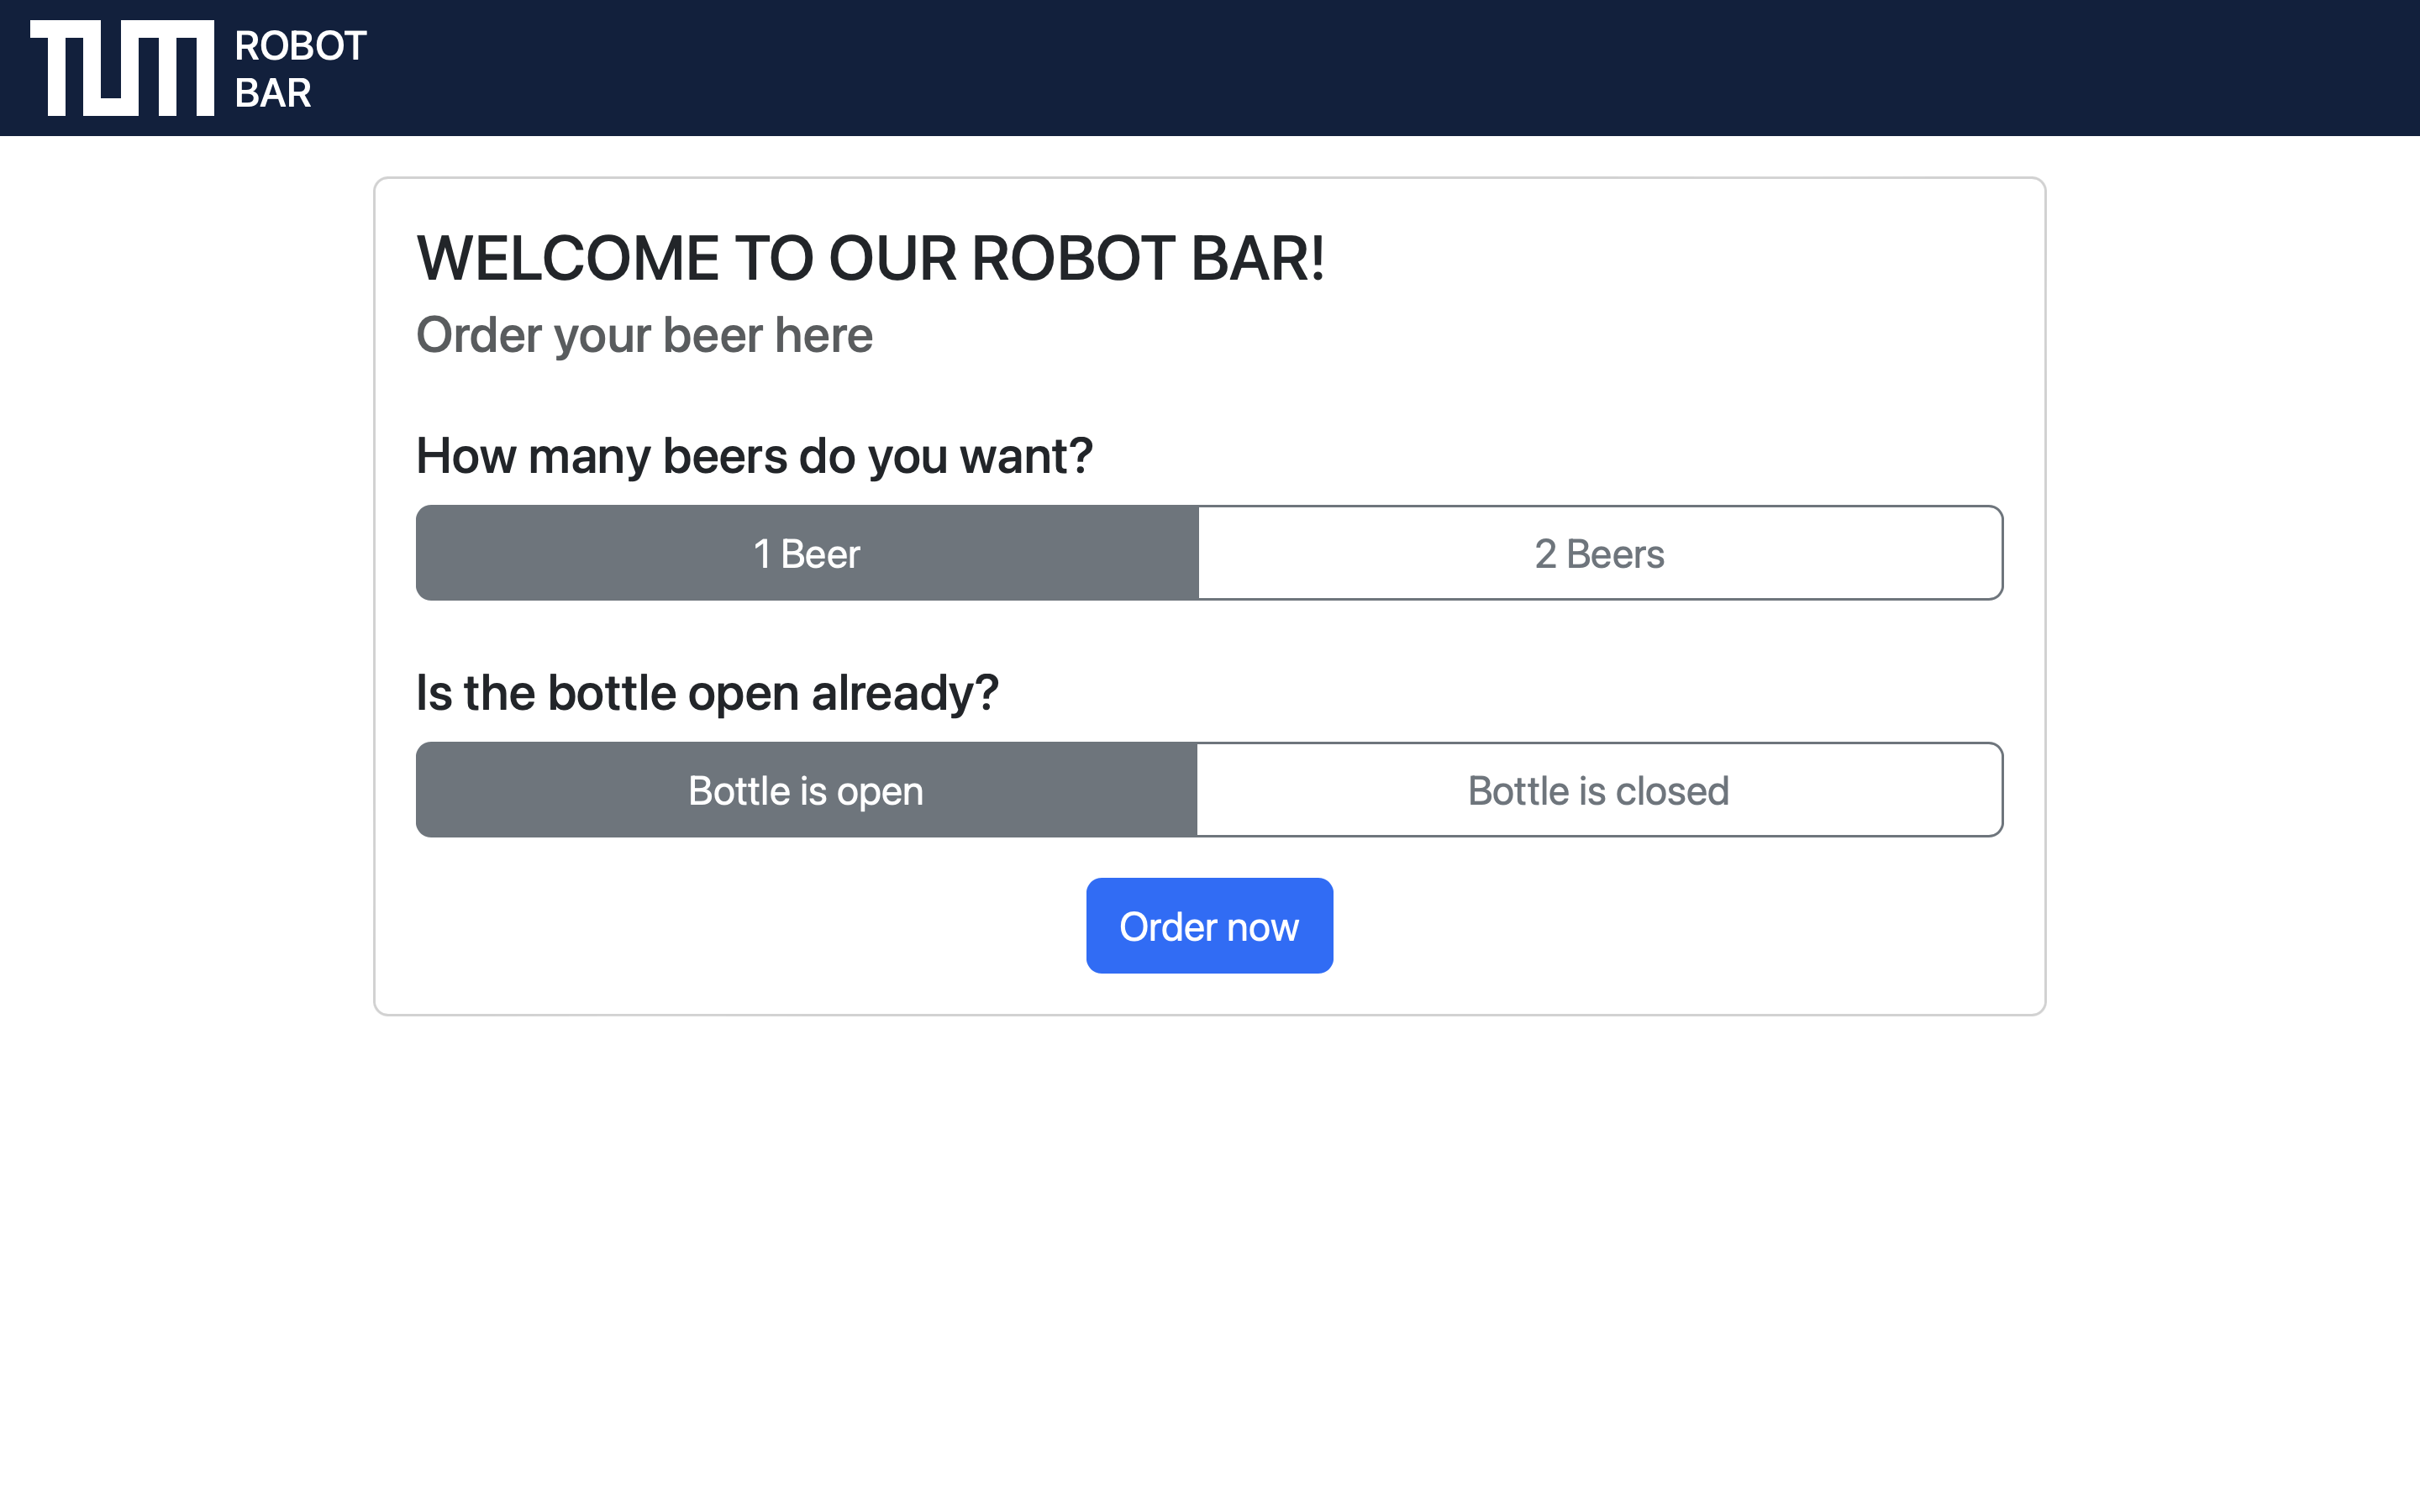 TUM
ROBOT
BAR
WELCOME TO OUR ROBOT BAR!
Order your beer here
How many beers do you want?
1 Beer
2 Beers
Is the bottle open already?
Bottle is open
Bottle is closed
Order now